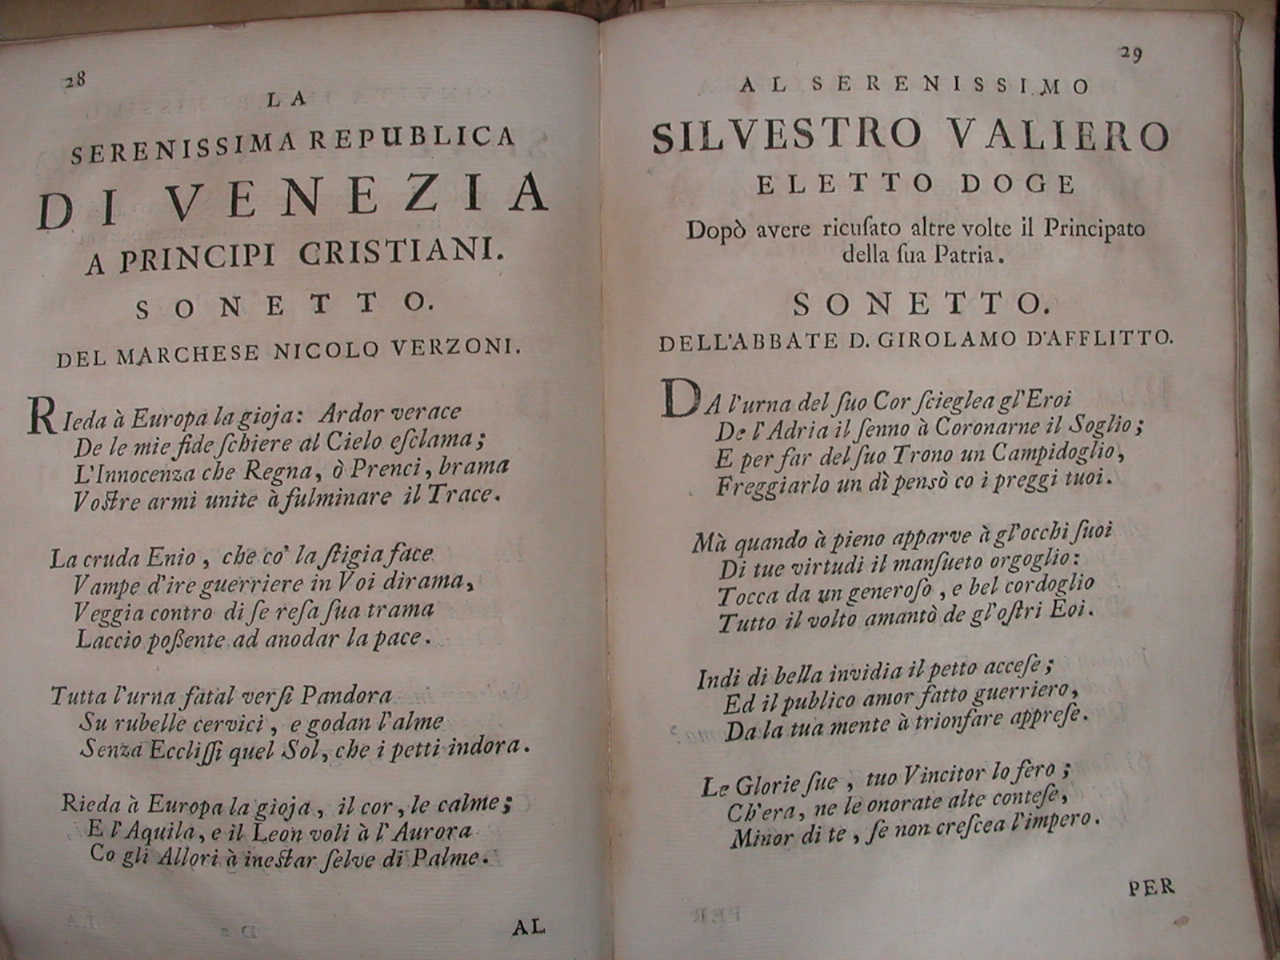 28
LA
SERENISSIMA REPUBLICA
DI VENEZIA
A PRINCIPI CRISTIANI.
SONETTO.
DEL MARCHESE NICOLO VERZONI.
RIeda à Europa la gioja: Ardor verace
De le mie fide ſchiere al Cielo eſclama;
L'Innocenza che Regna, ò Prenci, brama
Voſtre armi unite à fulminare il Trace.
La cruda Enio, che co' la ſtigia face
Vampe d'ire guerriere in Voi dirama,
Veggia contro di ſe reſa ſua trama
Laccio poßente ad anodar la pace.
Tutta l'urna fatal verſi Pandora
Su rubelle cervici, e godan l'alme
Senza Eccliſſi quel Sol, che i petti indora.
Rieda à Europa la gioja, il cor, le calme;
E l'Aquila, e il Leon voli à l'Aurora
Co gli Allori à ineſtar ſelve di Palme.
AL
29
AL SERENISSIMO
SILVESTRO VALIERO
ELETTO DOGE
Dopò avere ricuſato altre volte il Principato
della ſua Patria.
SONETTO.
DELL'ABBATE D. GIROLAMO D'AFFLITTO.
DA l'urna del ſuo Cor ſcieglea gl'Eroi
De l'Adria il ſenno à Coronarne il Soglio;
E per far del ſuo Trono un Campidoglio,
Freggiarlo un dì pensò co i preggi tuoi.
Mà quando à pieno apparve à gl'occhi ſuoi
Di tue virtudi il manſueto orgoglio:
Tocca da un generoſo, e bel cordoglio
Tutto il volto amantò de gl'oſtri Eoi.
Indi di bella invidia il petto acceſe;
Ed il publico amor fatto guerriero,
Da la tua mente à trionfare appreſe.
Le Glorie ſue, tuo Vincitor lo fero;
Ch'era, ne le onorate alte conteſe,
Minor di te, ſe non creſcea l'impero.
PER